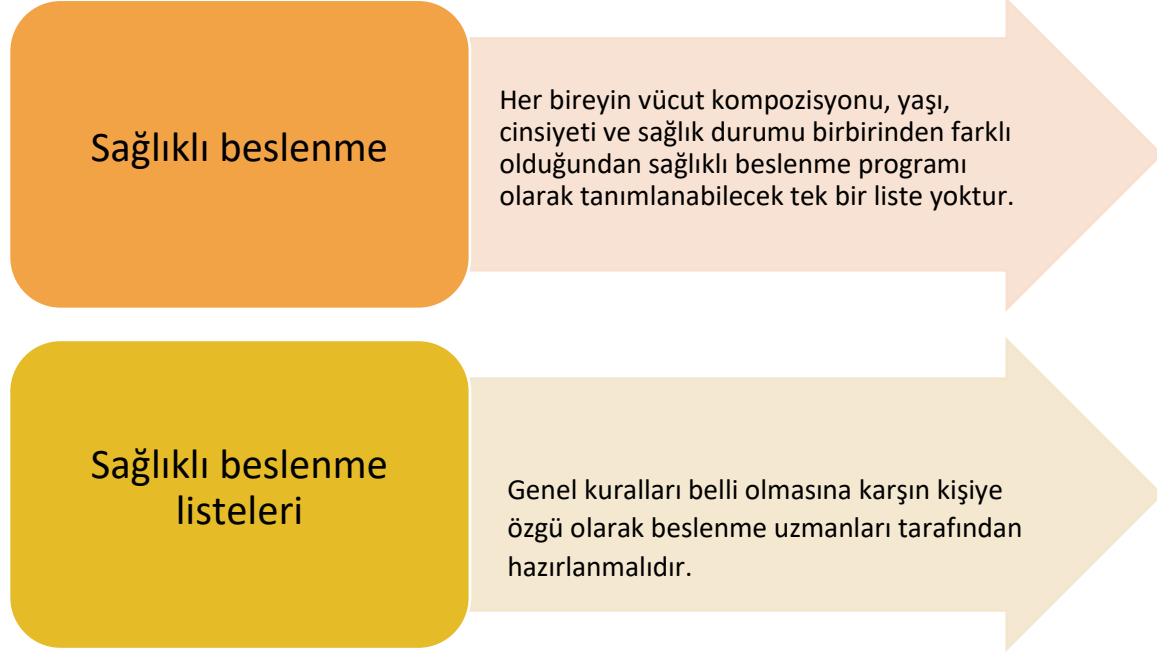 Sağlıklı beslenme
Her bireyin vücut kompozisyonu, yaşı,
cinsiyeti ve sağlık durumu birbirinden farklı
olduğundan sağlıklı beslenme programı
olarak tanımlanabilecek tek bir liste yoktur.
Sağlıklı beslenme
listeleri
Genel kuralları belli olmasına karşın kişiye
özgü olarak beslenme uzmanları tarafından
hazırlanmalıdır.